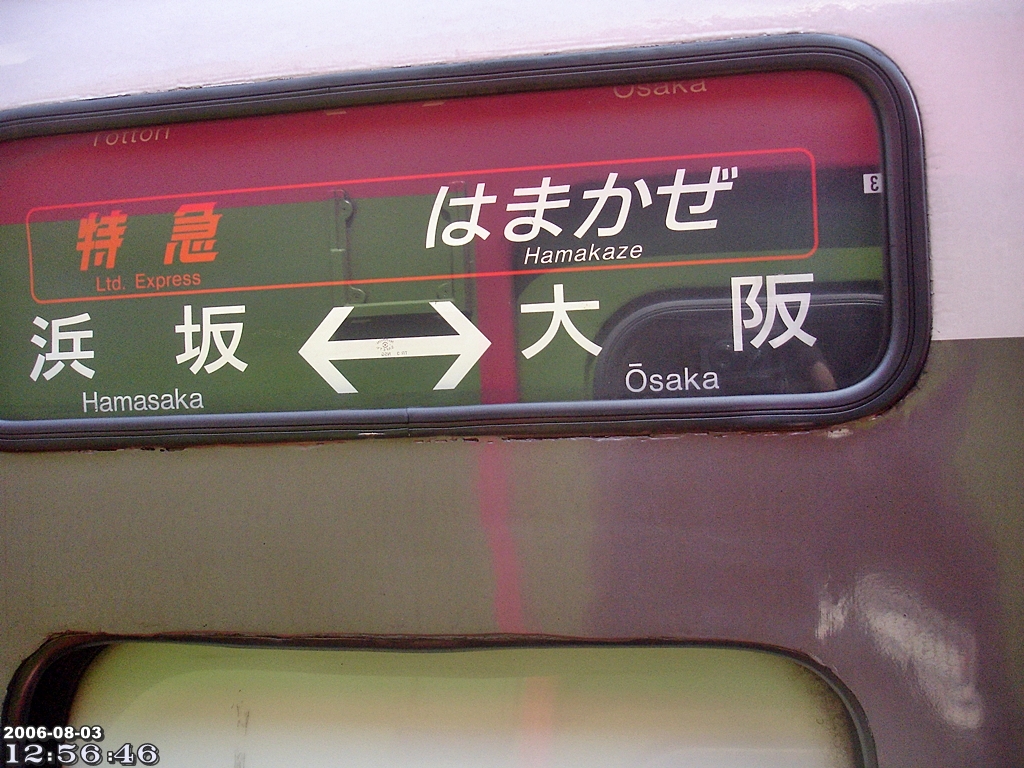 Tottori Ōsaka
特急 はまかぜ
Ltd. Express Hamakaze
3
浜坂 ⟷ 大阪
Hamasaka Ōsaka
2006-08-03
12:56:46